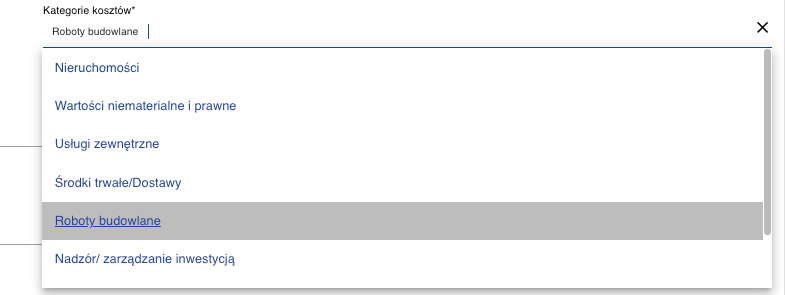 Kategorie kosztów*
Roboty budowlane
Nieruchomości
Wartości niematerialne i prawne
Usługi zewnętrzne
Środki trwałe/Dostawy
Roboty budowlane
Nadzór/ zarządzanie inwestycją